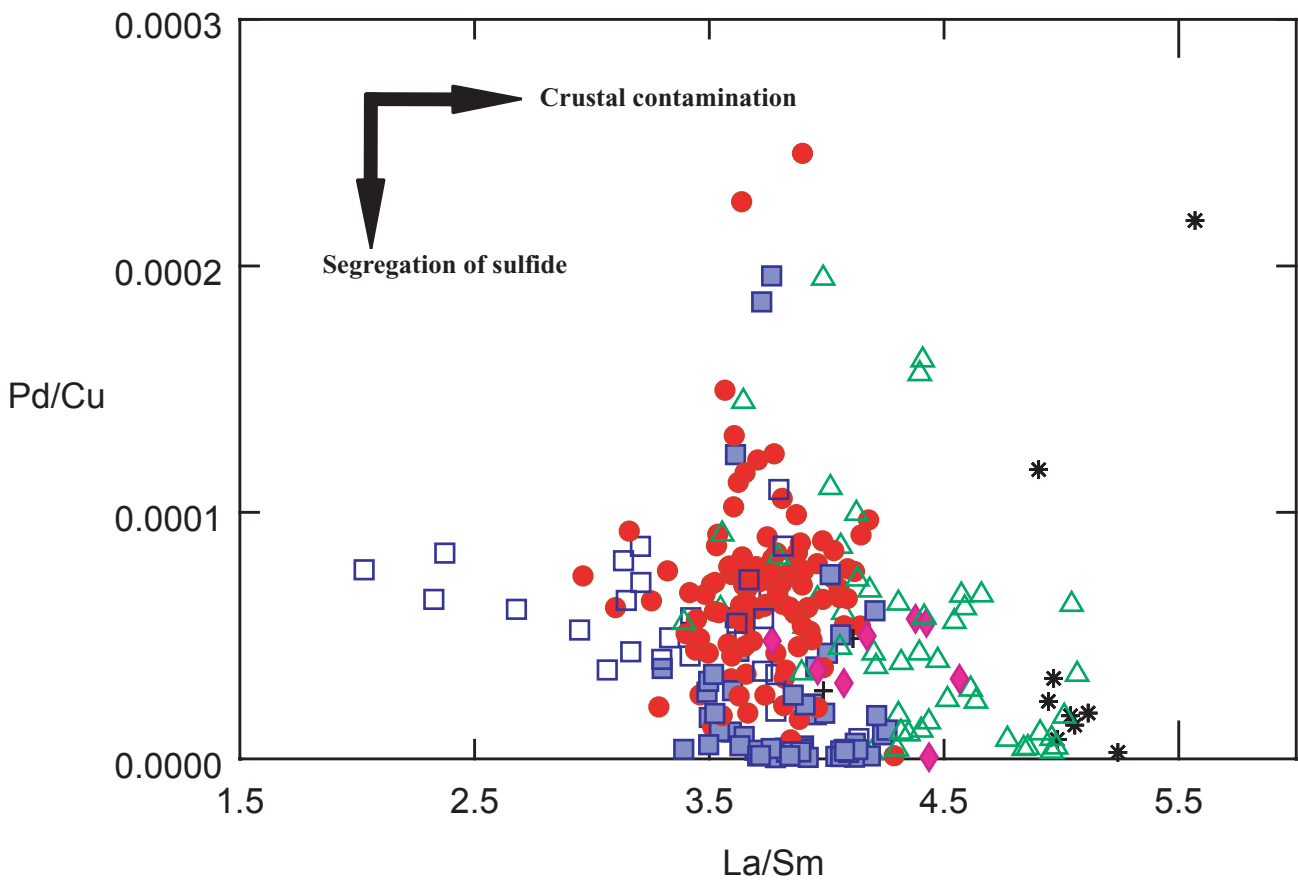 0.0003
Crustal contamination
Segregation of sulfide
0.0002
Pd/Cu
0.0001
0.0000
1.5 2.5 3.5 4.5 5.5
La/Sm